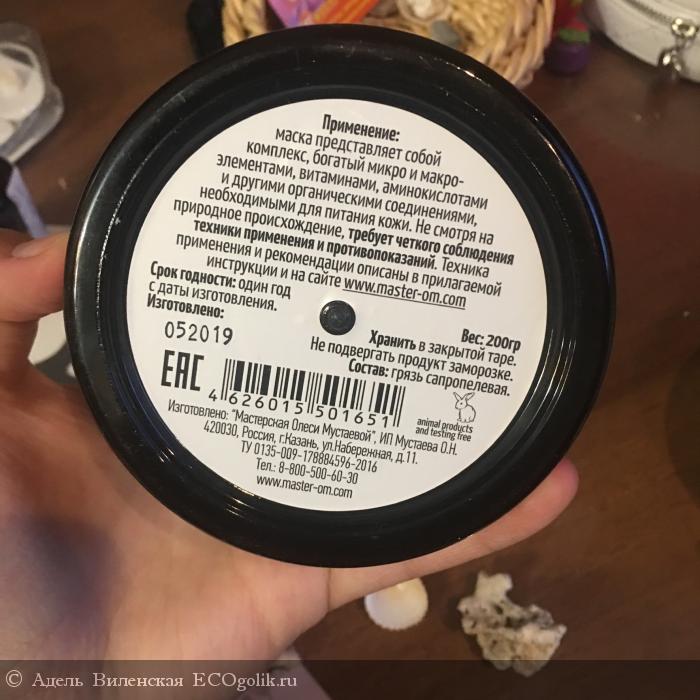 Применение:
маска представляет собой
комплекс, богатый микро и макро-
элементами, витаминами, аминокислотами
и другими органическими соединениями,
необходимыми для питания кожи. Не смотря на
природное происхождение, требует четкого соблюдения
техники применения и противопоказаний. Техника
применения и рекомендации описаны в прилагаемой
инструкции и на сайте www.master-om.com
Срок годности: один год
с даты изготовления.
Изготовлено:
052019
Вес: 200гр
Хранить в закрытой таре.
Не подвергать продукт заморозке.
Состав: грязь сапропелевая.
EAC
4 626015 501651
animal products
and testing free
Изготовлено: "Мастерская Олеси Мустаевой", ИП Мустаева О.Н.
420030, Россия, г.Казань, ул.Набережная, д.11.
ТУ 0135-009-178884596-2016
Тел.: 8-800-500-60-30
www.master-om.com
© Адель Виленская ECOgolik.ru